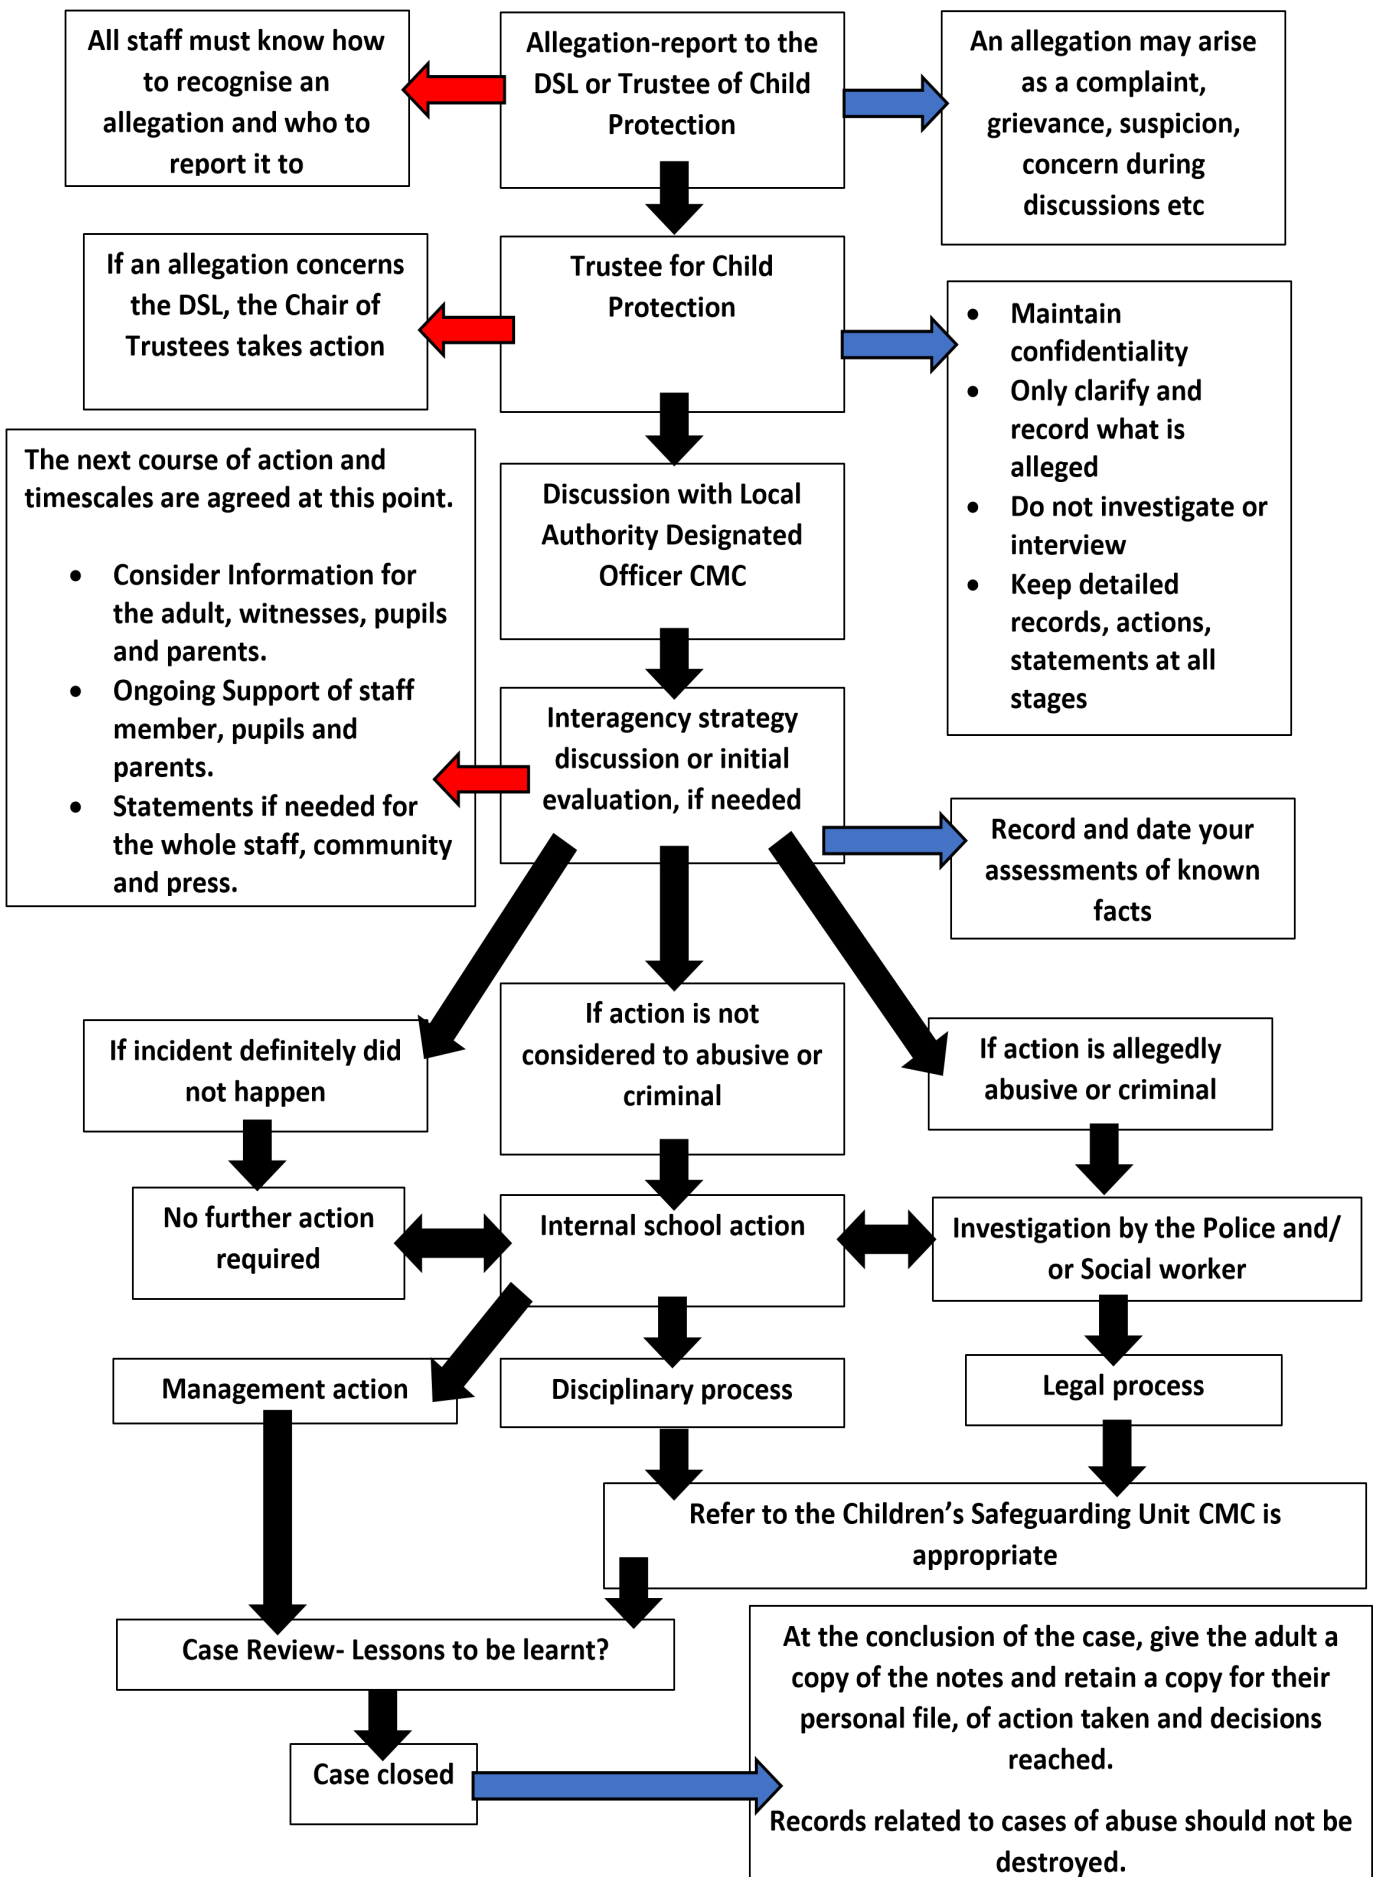 All staff must know how
to recognise an
allegation and who to
report it to
Allegation-report to the
DSL or Trustee of Child
Protection
An allegation may arise
as a complaint,
grievance, suspicion,
concern during
discussions etc
If an allegation concerns
the DSL, the Chair of
Trustees takes action
Trustee for Child
Protection
• Maintain
confidentiality
• Only clarify and
record what is
alleged
• Do not investigate or
interview
• Keep detailed
records, actions,
statements at all
stages
The next course of action and
timescales are agreed at this point.
• Consider Information for
the adult, witnesses, pupils
and parents.
• Ongoing Support of staff
member, pupils and
parents.
• Statements if needed for
the whole staff, community
and press.
Discussion with Local
Authority Designated
Officer CMC
Interagency strategy
discussion or initial
evaluation, if needed
Record and date your
assessments of known
facts
If incident definitely did
not happen
If action is not
considered to abusive or
criminal
If action is allegedly
abusive or criminal
No further action
required
Internal school action
Investigation by the Police and/
or Social worker
Management action
Disciplinary process
Legal process
Refer to the Children’s Safeguarding Unit CMC is
appropriate
Case Review- Lessons to be learnt?
Case closed
At the conclusion of the case, give the adult a
copy of the notes and retain a copy for their
personal file, of action taken and decisions
reached.
Records related to cases of abuse should not be
destroyed.